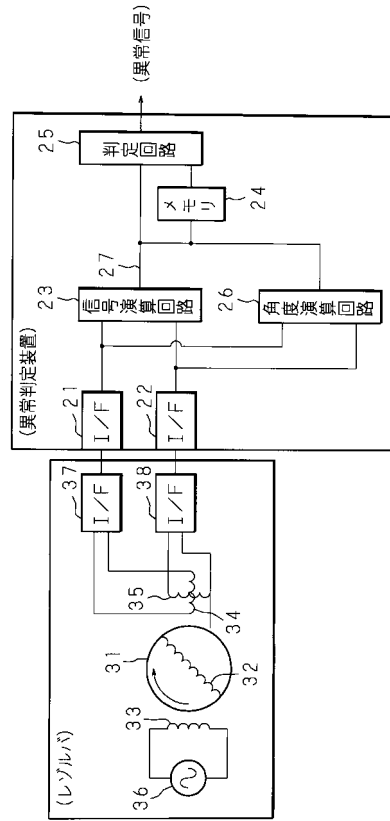 (レゾルバ)
36
33
32
31
34
35
37
I/F
38
I/F
(異常判定装置)
21
I/F
22
I/F
23
信号演算回路
26
角度演算回路
27
メモリ
24
25
判定回路
(異常信号)